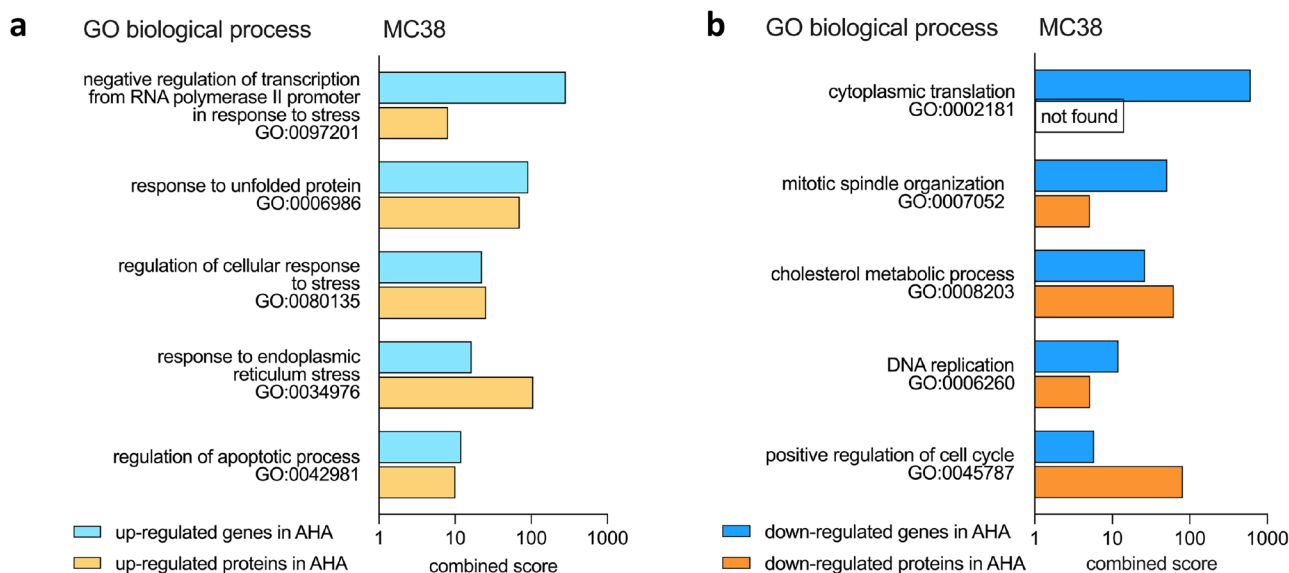 a
GO biological process
MC38
negative regulation of transcription
from RNA polymerase II promoter
in response to stress
GO:0097201
response to unfolded protein
GO:0006986
regulation of cellular response
to stress
GO:0080135
response to endoplasmic
reticulum stress
GO:0034976
regulation of apoptotic process
GO:0042981
up-regulated genes in AHA
up-regulated proteins in AHA
1
10
100
1000
combined score
b
GO biological process
MC38
cytoplasmic translation
GO:0002181
not found
mitotic spindle organization
GO:0007052
cholesterol metabolic process
GO:0008203
DNA replication
GO:0006260
positive regulation of cell cycle
GO:0045787
down-regulated genes in AHA
down-regulated proteins in AHA
1
10
100
1000
combined score